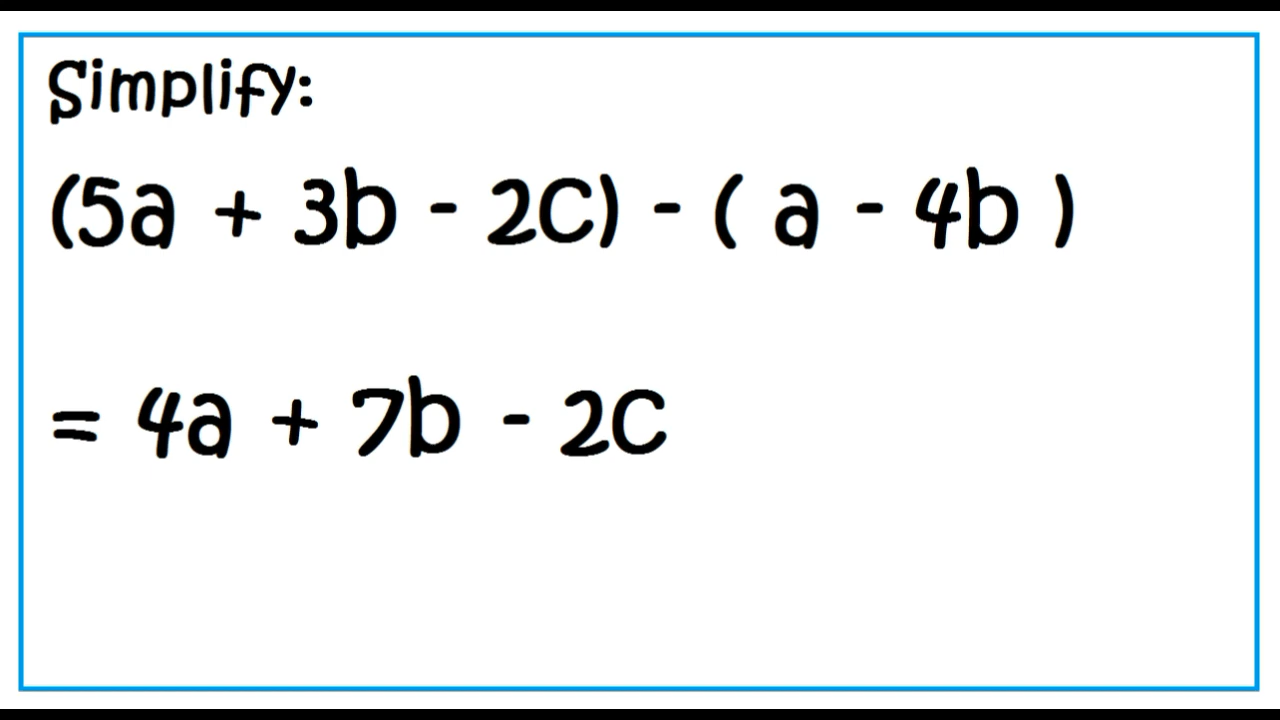 Simplify:
(5a + 3b - 2C) - ( a - 4b )
= 4a + 7b - 2C